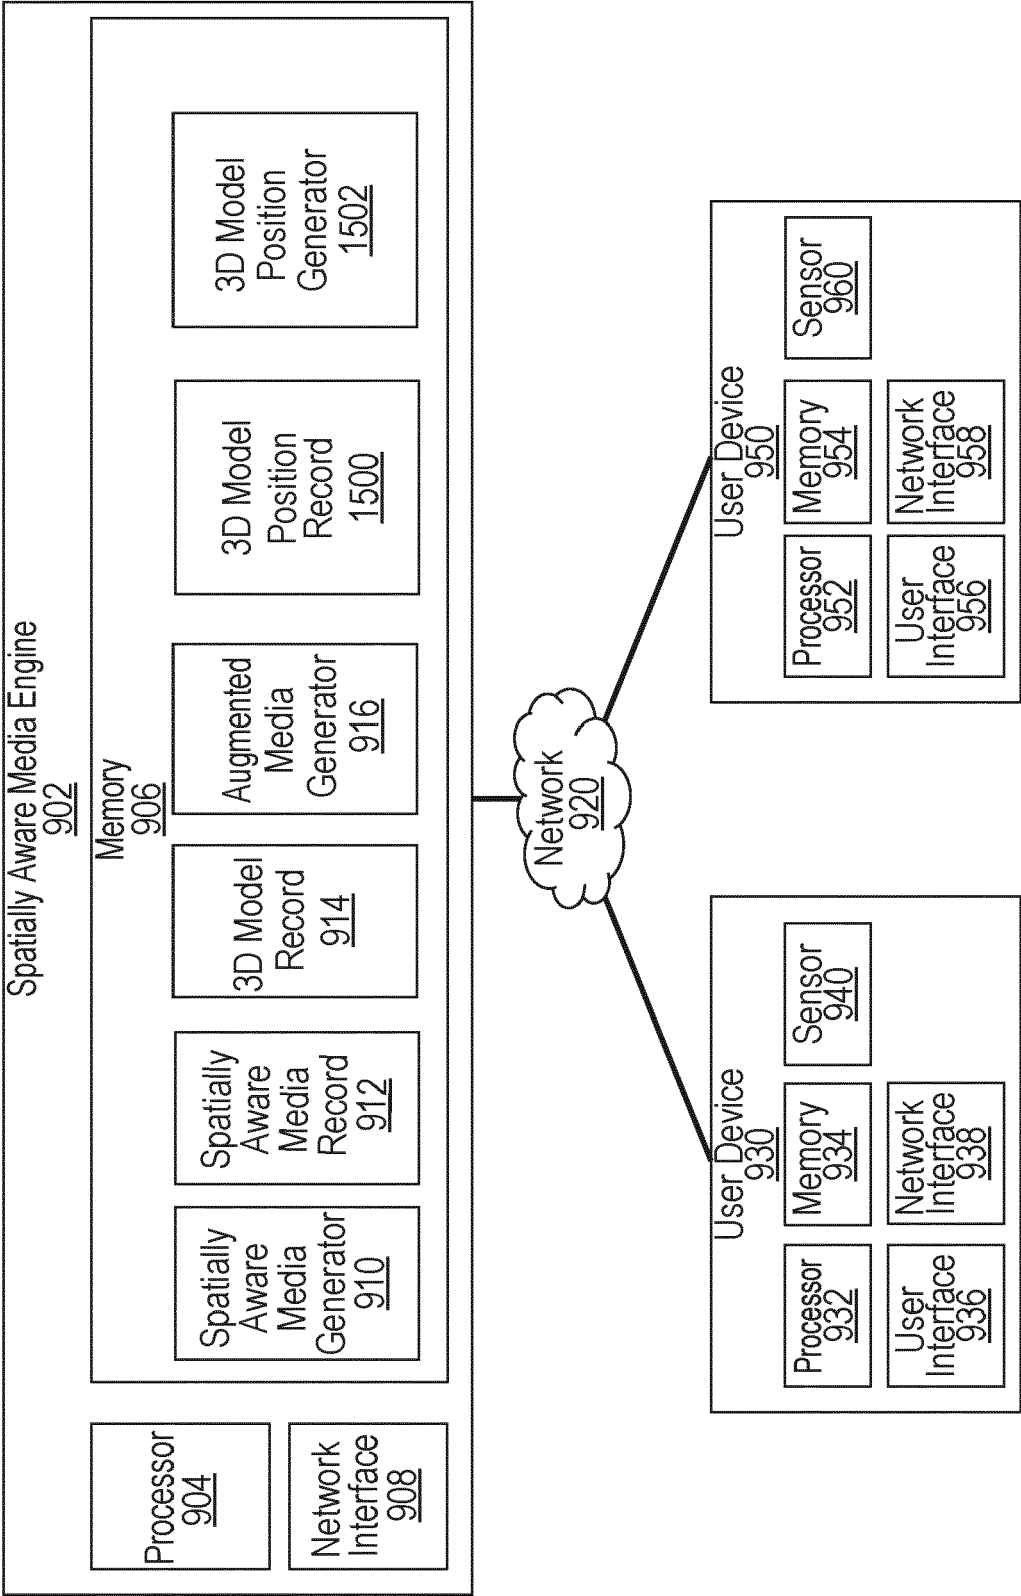 Spatially Aware Media Engine
902
Processor
904
Network
Interface
908
Memory
906
Spatially
Aware
Media
Generator
910
Spatially
Aware
Media
Record
912
3D Model
Record
914
Augmented
Media
Generator
916
3D Model
Position
Record
1500
3D Model
Position
Generator
1502
Network
920
User Device
930
Processor
932
Memory
934
Sensor
940
User
Interface
936
Network
Interface
938
User Device
950
Processor
952
Memory
954
Sensor
960
User
Interface
956
Network
Interface
958